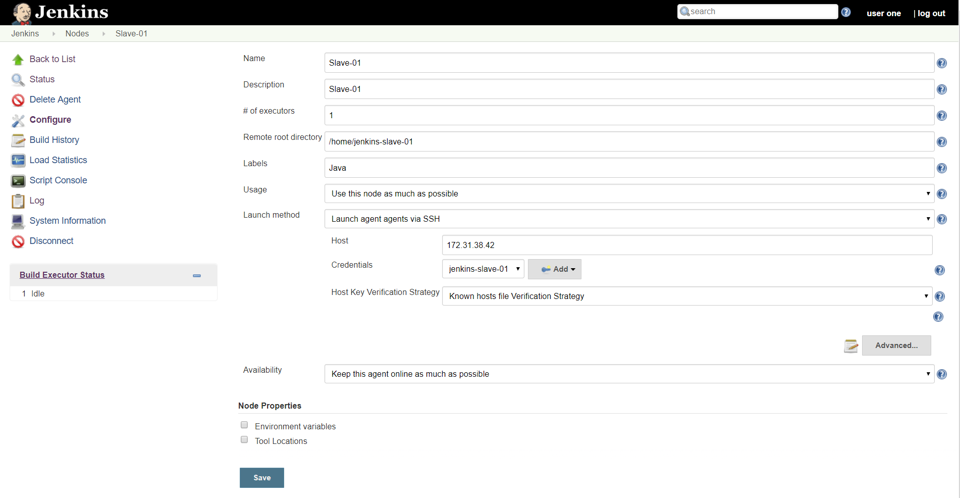 Jenkins
search
user one
| log out
Jenkins
Nodes
Slave-01
Back to List
Status
Delete Agent
Configure
Build History
Load Statistics
Script Console
Log
System Information
Disconnect
Build Executor Status
1 Idle
Name
Slave-01
Description
Slave-01
# of executors
1
Remote root directory
/home/jenkins-slave-01
Labels
Java
Usage
Use this node as much as possible
Launch method
Launch agent agents via SSH
Host
172.31.38.42
Credentials
jenkins-slave-01
Add
Host Key Verification Strategy
Known hosts file Verification Strategy
Advanced...
Availability
Keep this agent online as much as possible
Node Properties
Environment variables
Tool Locations
Save